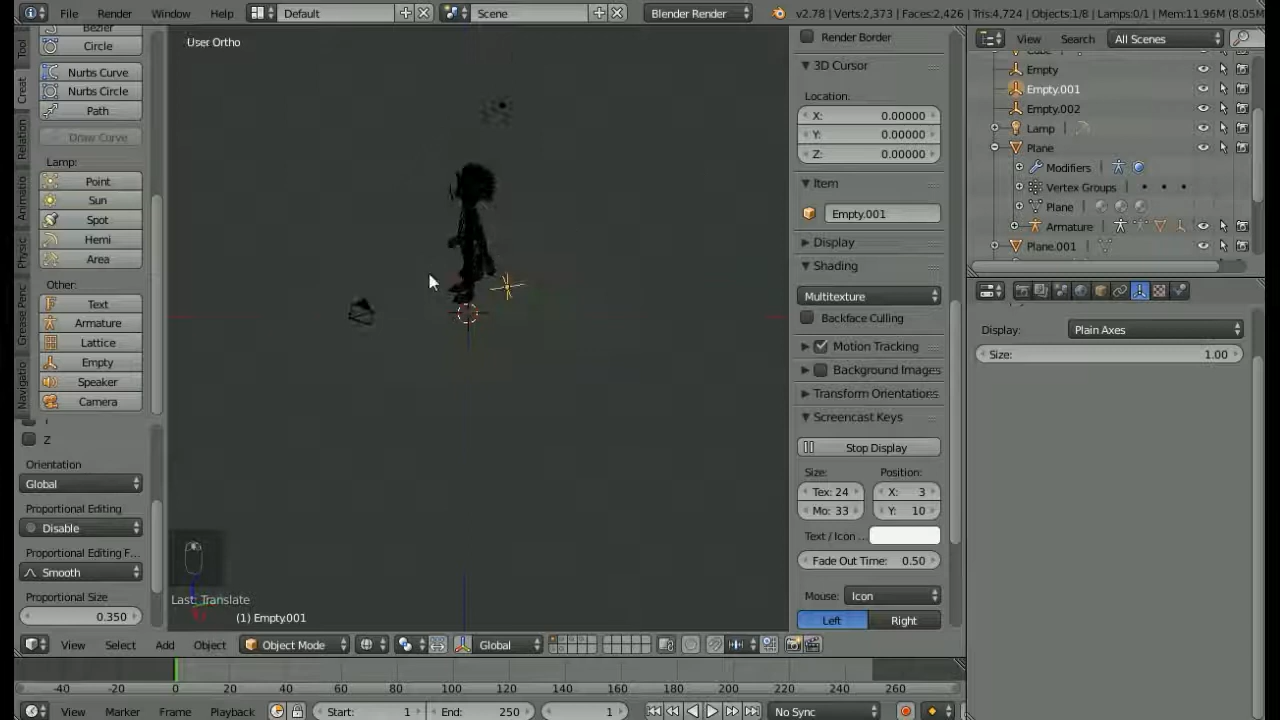 File Render Window Help Default Scene Blender Render v2.78 | Verts:2,373 | Faces:2,426 | Tris:4,724 | Objects:1/8 | Lamps:0/1 | Mem:11.96M (8.05M
Bezier
Circle
Nurbs Curve
Nurbs Circle
Path
Draw Curve
Lamp:
Point
Sun
Spot
Hemi
Area
Other:
Text
Armature
Lattice
Empty
Speaker
Camera
Tool
Creat
Relation
Animatio
Physic
Grease Penc
Navigatio
Z
Orientation
Global
Proportional Editing
Disable
Proportional Editing F...
Smooth
Proportional Size
0.350
User Ortho
Last: Translate
(1) Empty.001
View Select Add Object Object Mode Global
Render Border
3D Cursor
Location:
X: 0.00000
Y: 0.00000
Z: 0.00000
Item
Empty.001
Display
Shading
Multitexture
Backface Culling
Motion Tracking
Background Images
Transform Orientations
Screencast Keys
Stop Display
Size: Position:
Tex: 24 X: 3
Mo: 33 Y: 10
Text / Icon ...
Fade Out Time: 0.50
Mouse: Icon
Left Right
View Search All Scenes
Cube
Empty
Empty.001
Empty.002
Lamp
Plane
Modifiers
Vertex Groups
Plane
Armature
Plane.001
Display: Plain Axes
Size: 1.00
-40 -20 0 20 40 60 80 100 120 140 160 180 200 220 240 260
View Marker Frame Playback Start: 1 End: 250 1 No Sync